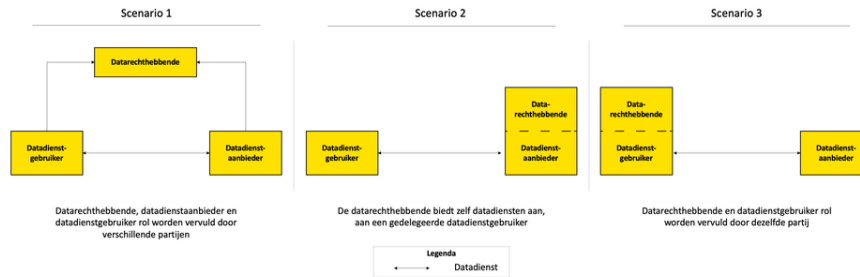 Scenario 1
Datarechthebbende
Datadienst-
gebruiker
Datadienst-
aanbieder
Datarechthebbende, datadienstaanbieder en
datadienstgebruiker rol worden vervuld door
verschillende partijen
Scenario 2
Datadienst-
gebruiker
Data-
rechthebbende
Datadienst-
aanbieder
De datarechthebbende biedt zelf datadiensten aan,
aan een gedelegeerde datadienstgebruiker
Scenario 3
Data-
rechthebbende
Datadienst-
gebruiker
Datadienst-
aanbieder
Datarechthebbende en datadienstgebruiker rol
worden vervuld door dezelfde partij
Legenda
Datadienst